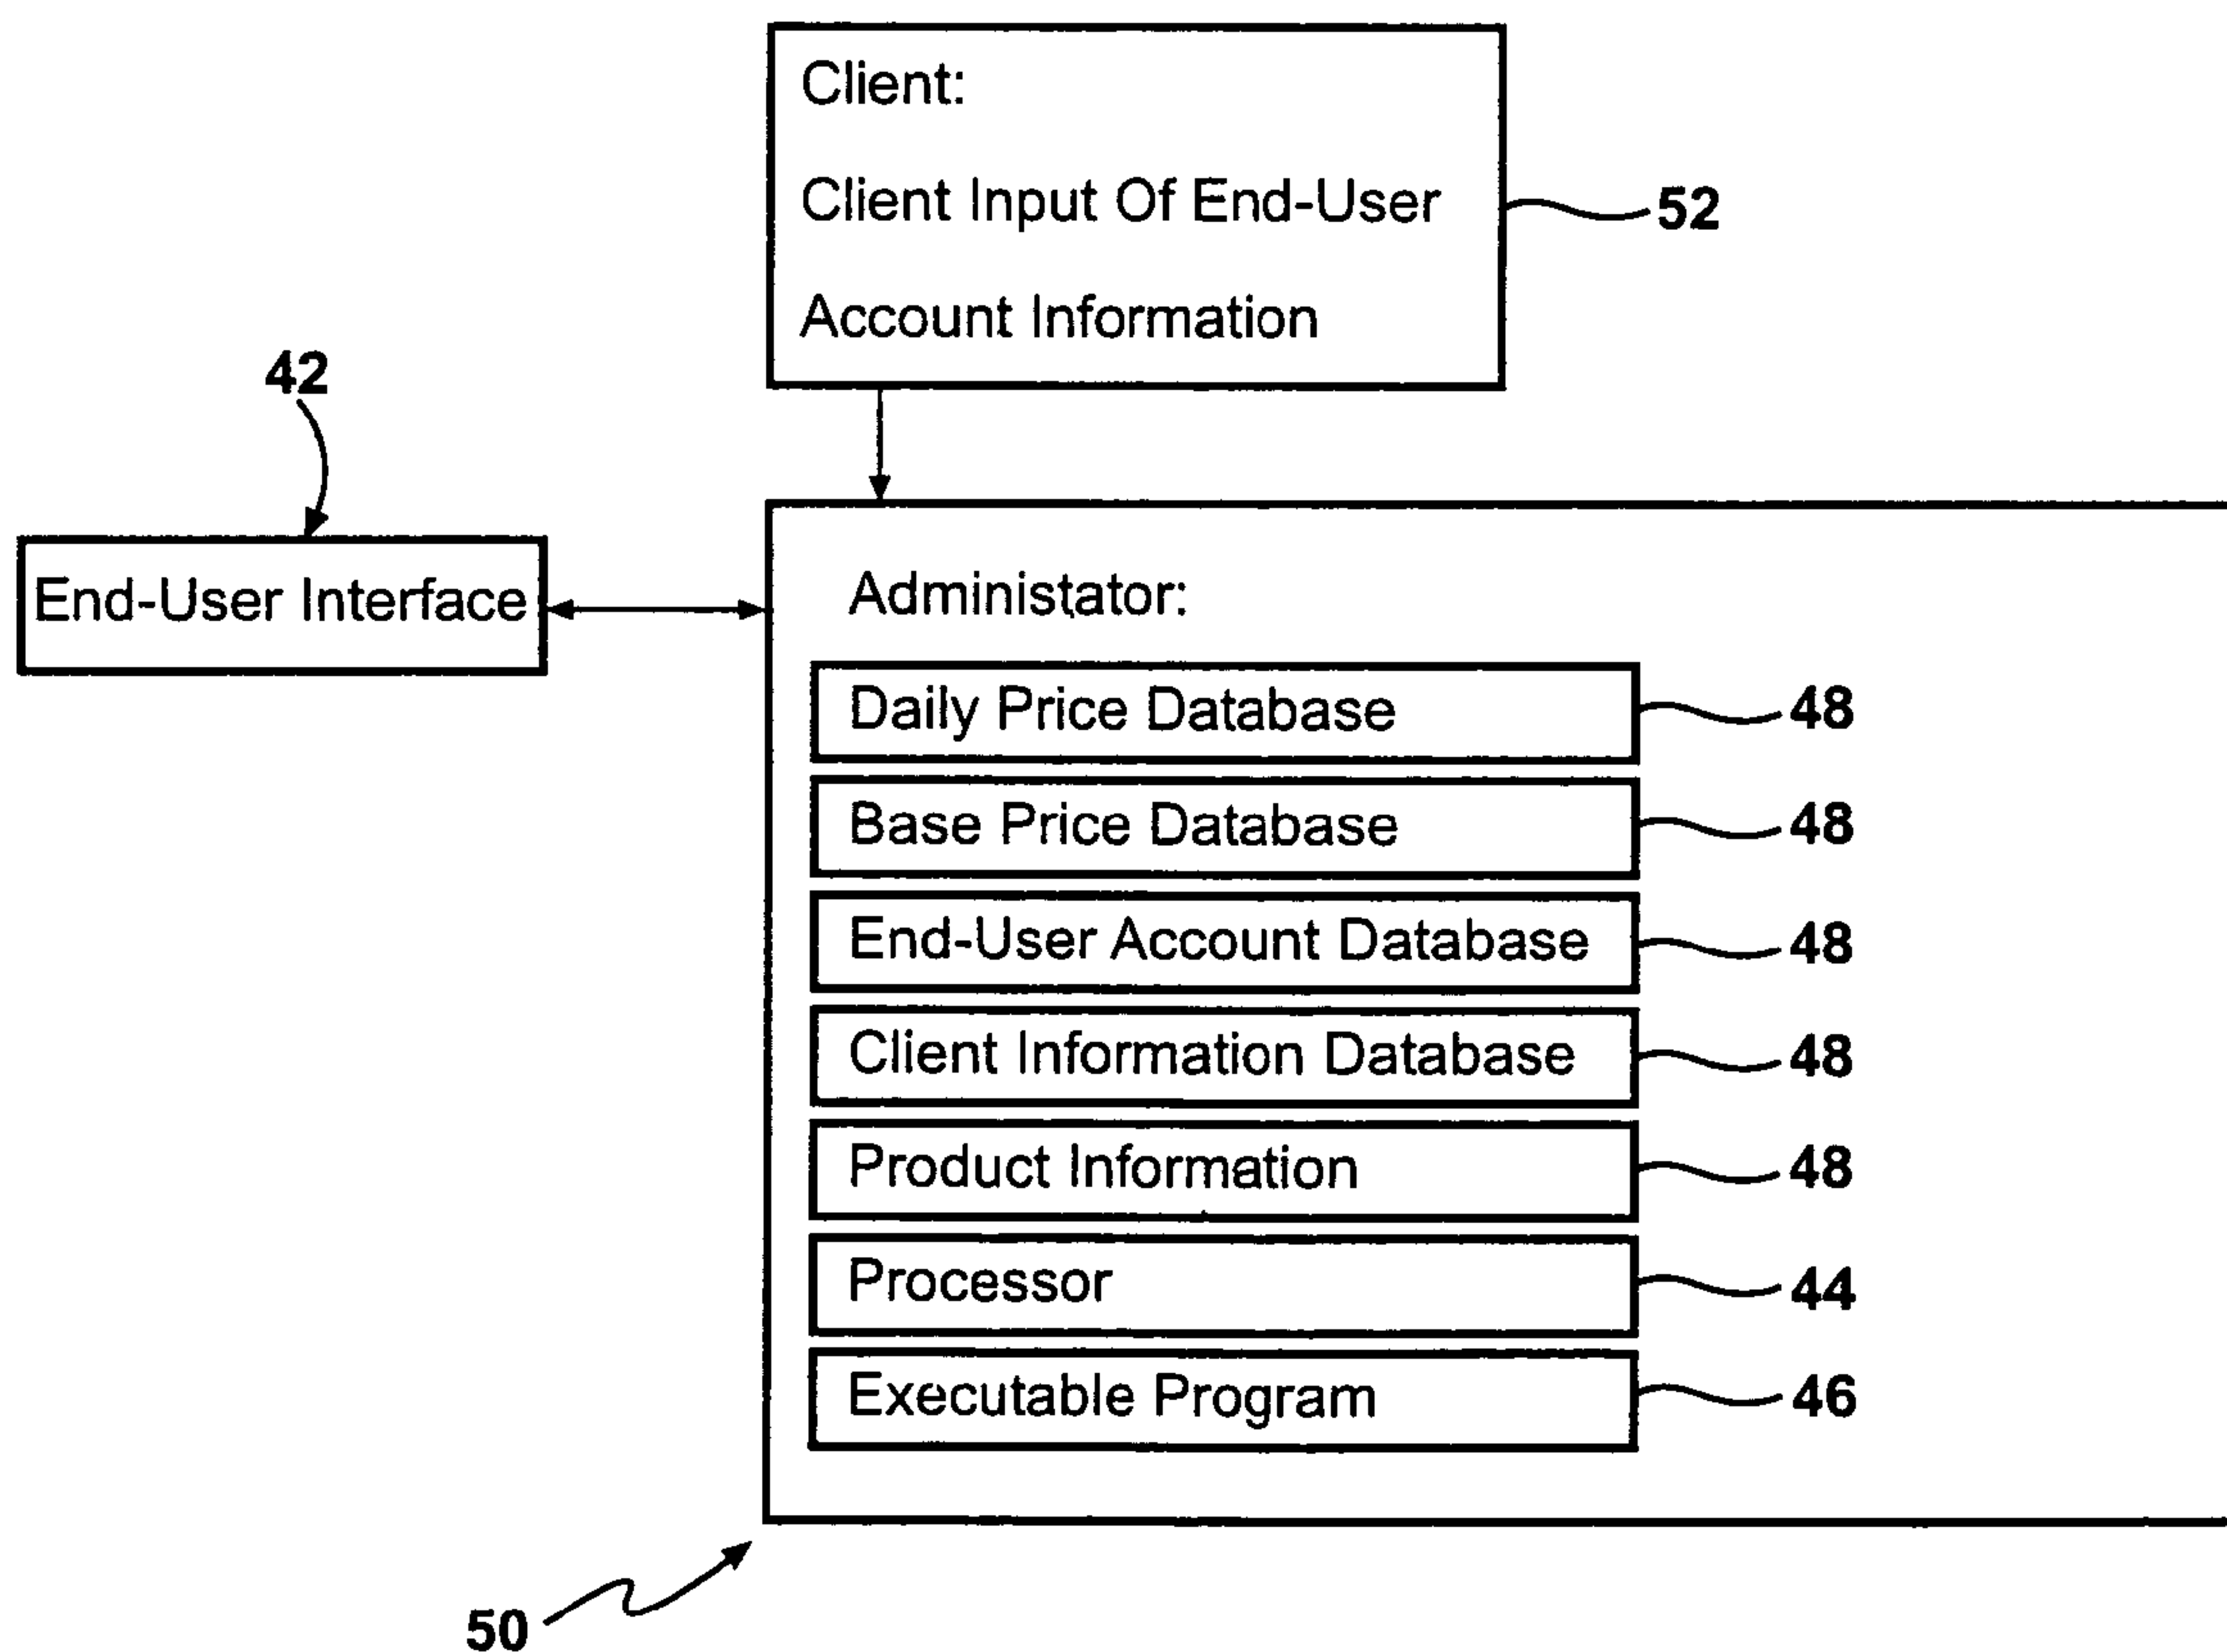 Client:
Client Input Of End-User
52
Account Information
42
End-User Interface
Administator:
Daily Price Database
48
Base Price Database
48
End-User Account Database
48
Client Information Database
48
Product Information
48
Processor
44
Executable Program
46
50